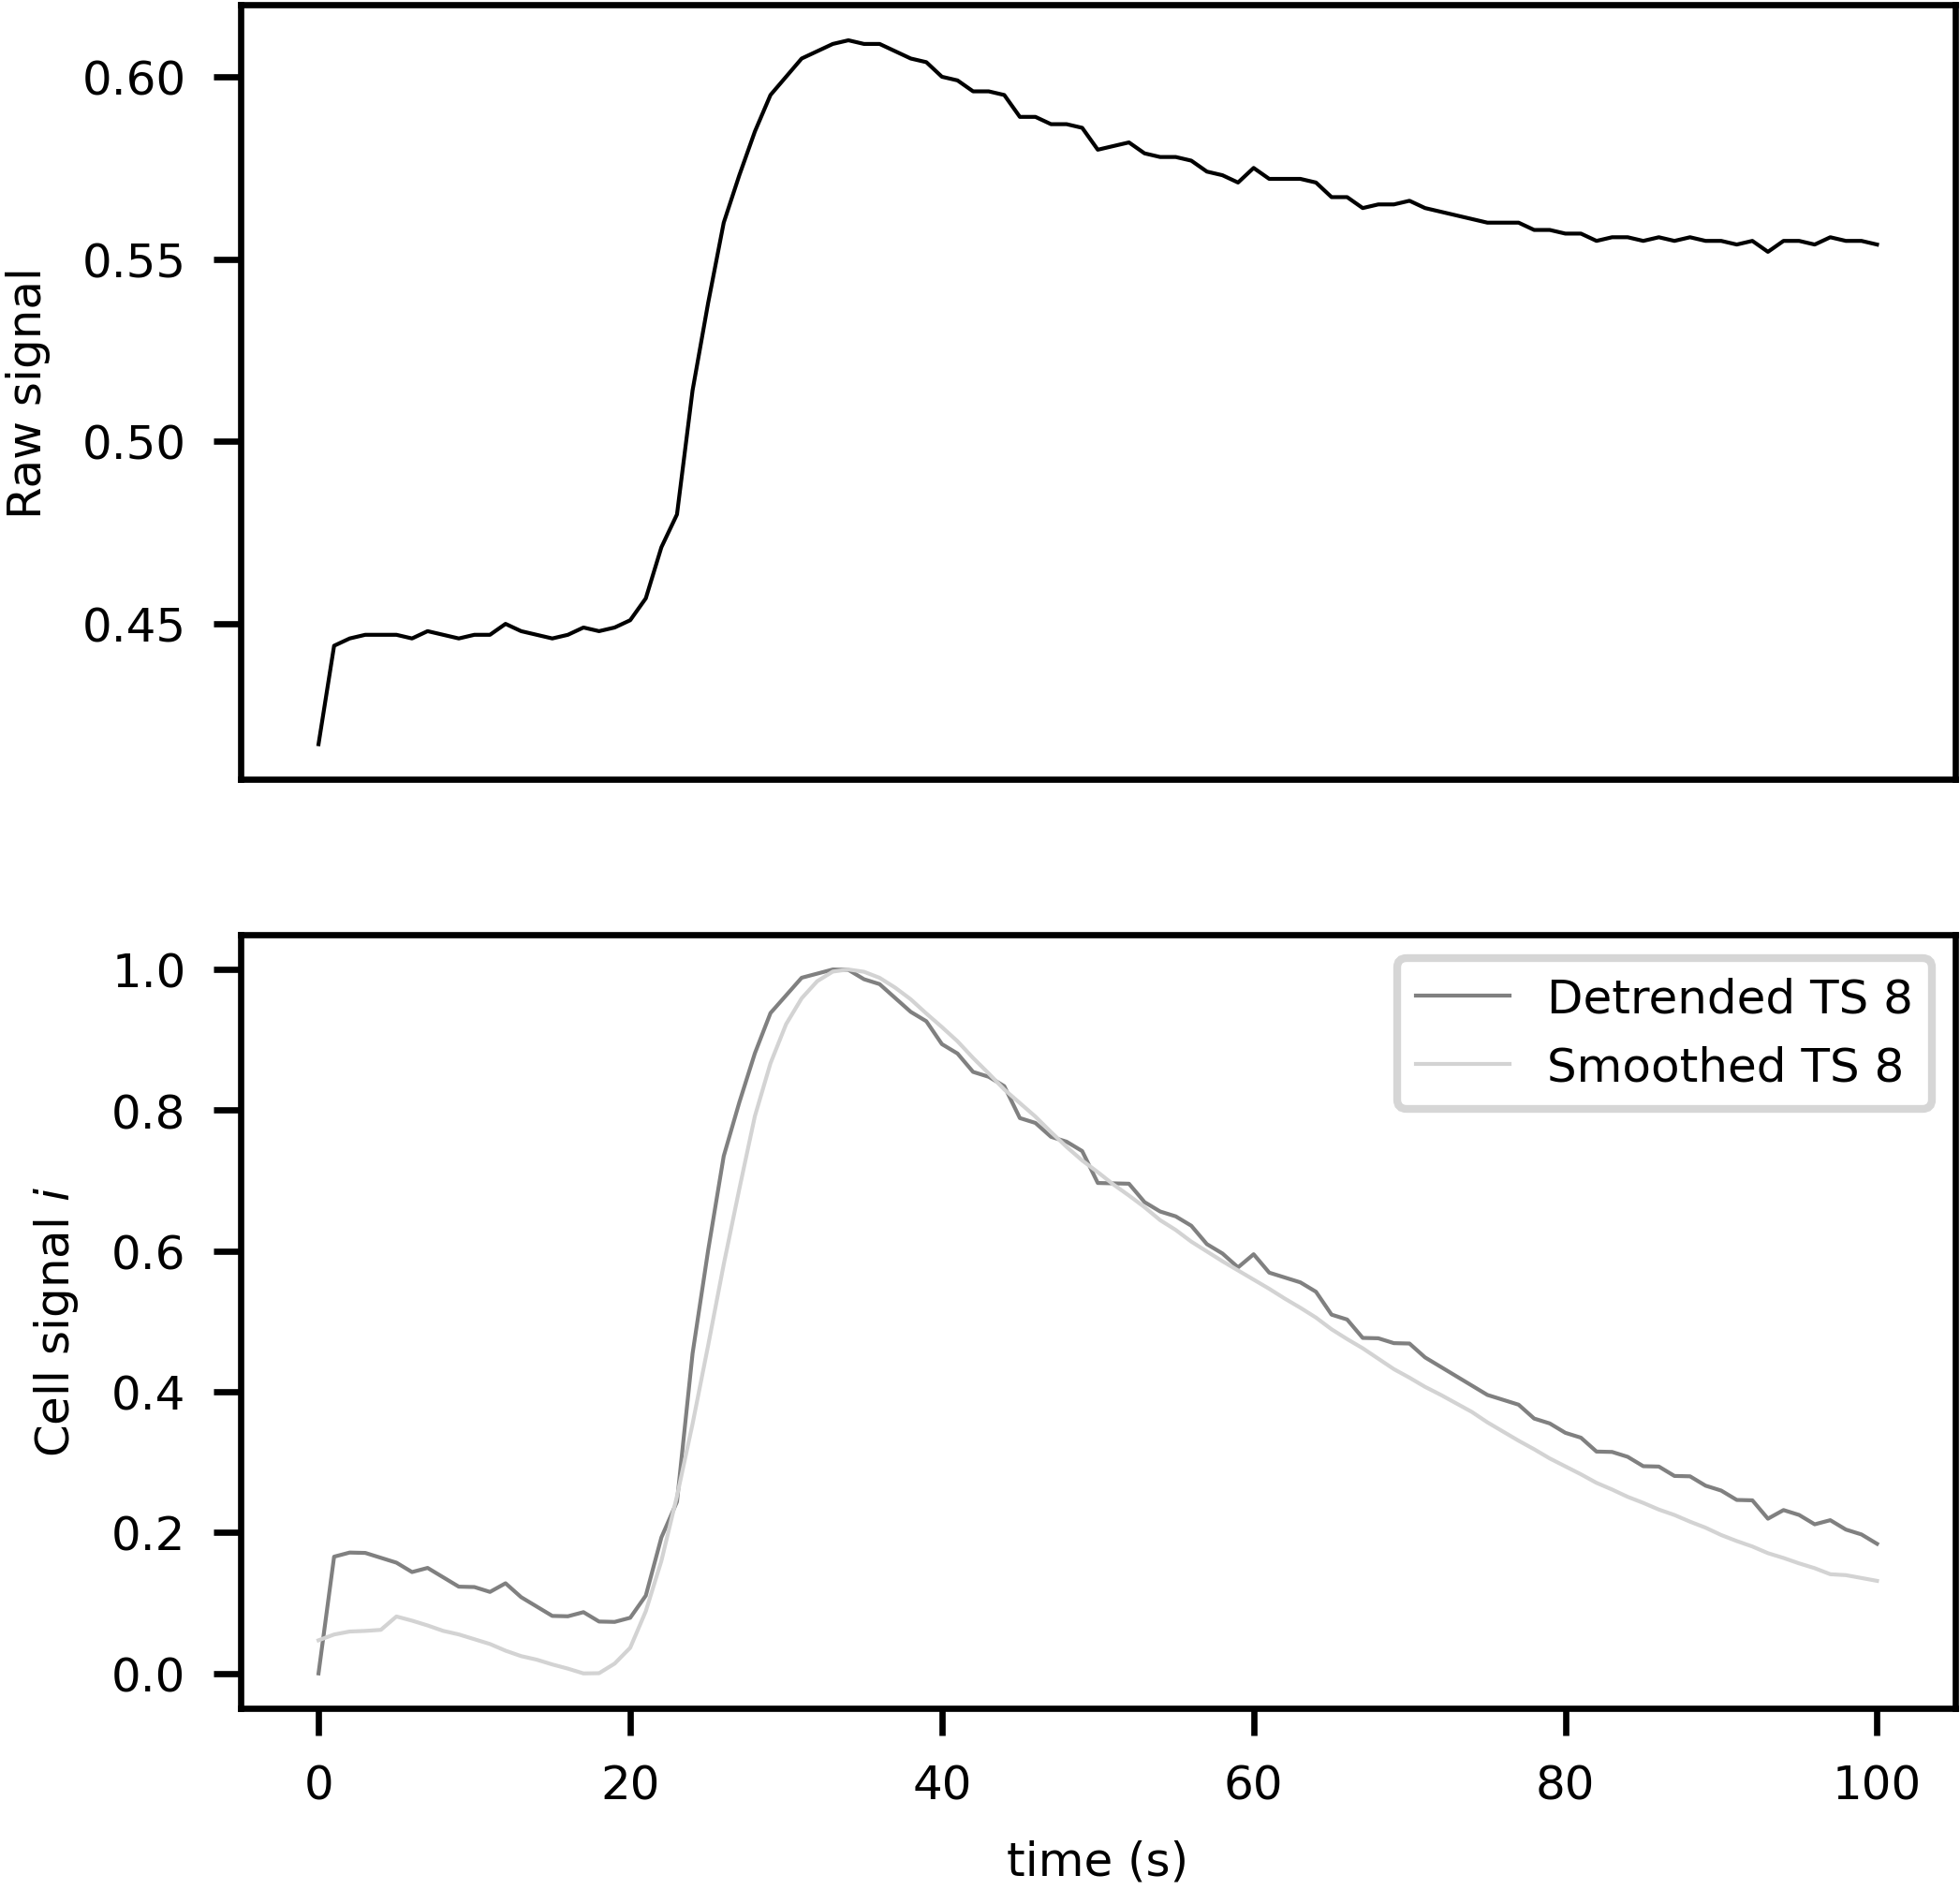 Raw signal
0.60
0.55
0.50
0.45
Cell signal i
1.0
0.8
0.6
0.4
0.2
0.0
Detrended TS 8
Smoothed TS 8
0 20 40 60 80 100
time (s)